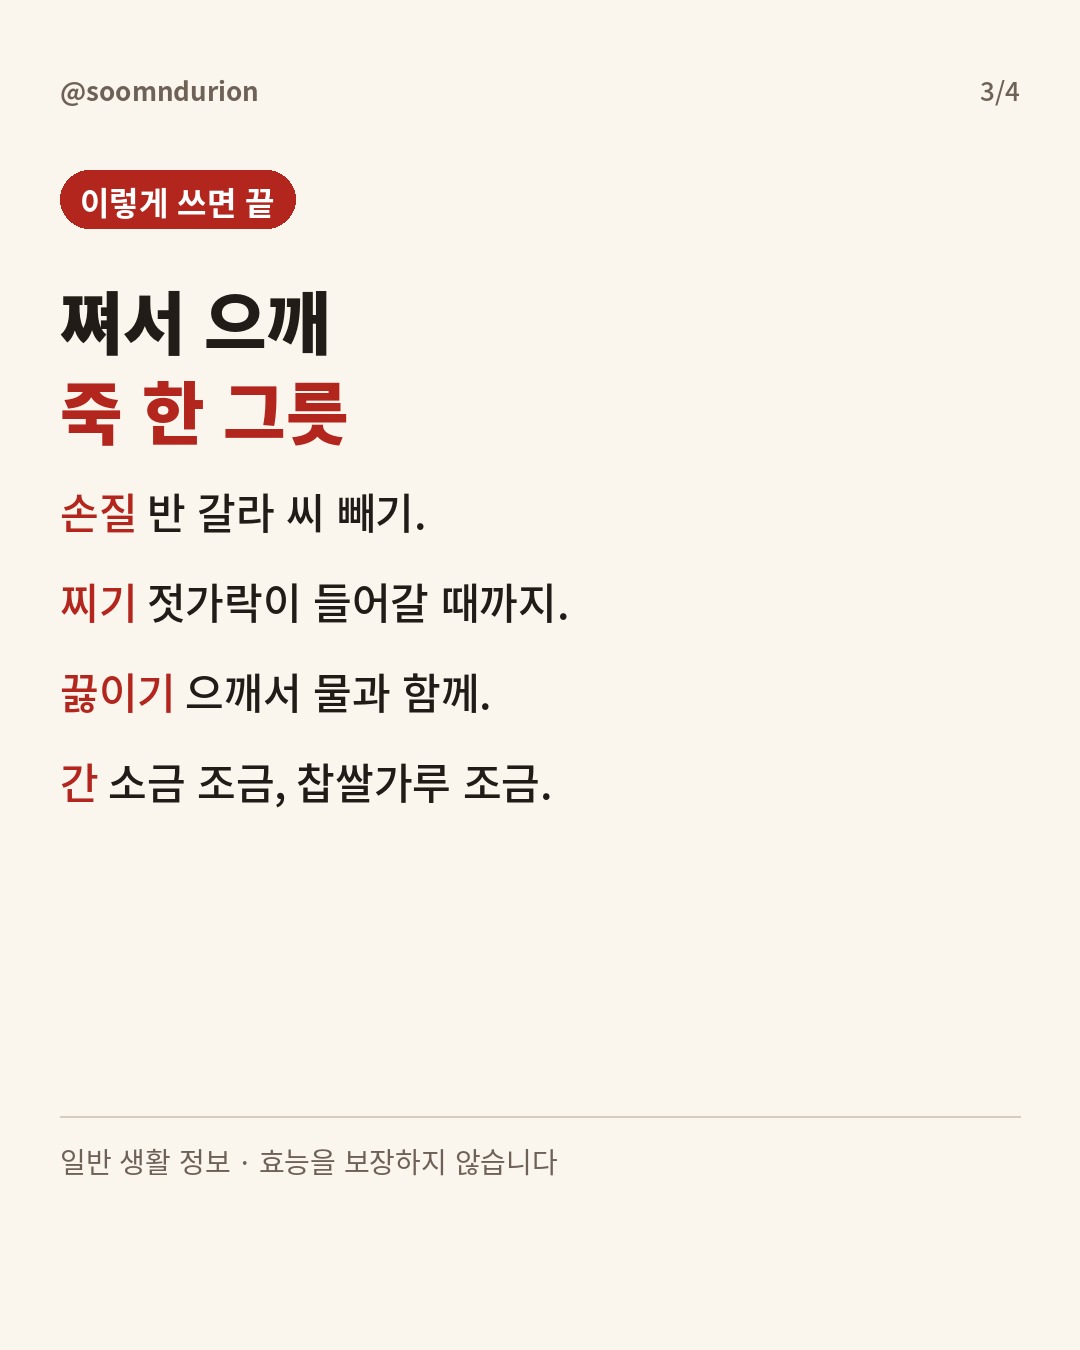 @soomndurion
3/4
이렇게 쓰면 끝
쪄서 으깨
죽 한 그릇
손질 반 갈라 씨 빼기.
찌기 젓가락이 들어갈 때까지.
끓이기 으깨서 물과 함께.
간 소금 조금, 찹쌀가루 조금.
일반 생활 정보 · 효능을 보장하지 않습니다